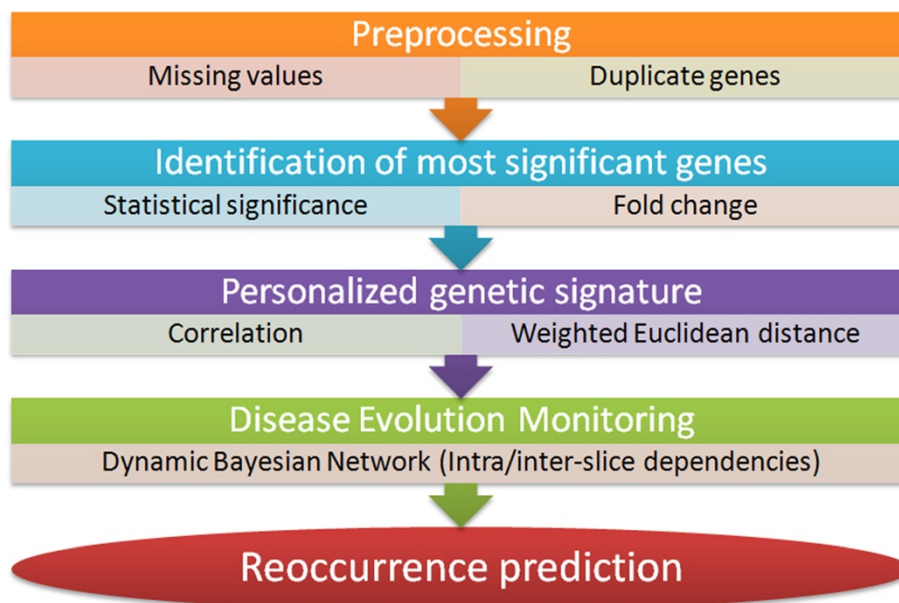 Preprocessing
Missing values
Duplicate genes
Identification of most significant genes
Statistical significance
Fold change
Personalized genetic signature
Correlation
Weighted Euclidean distance
Disease Evolution Monitoring
Dynamic Bayesian Network (Intra/inter-slice dependencies)
Reoccurrence prediction